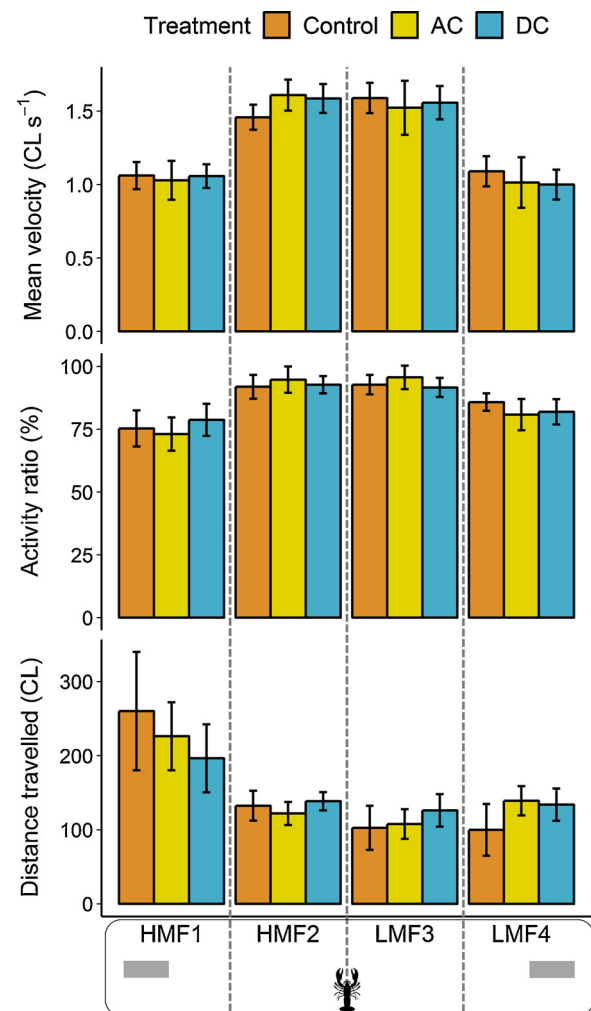 Treatment Control AC DC
Mean velocity (CL s⁻¹)
1.5
1.0
0.5
0.0
Activity ratio (%)
100
75
50
25
0
Distance travelled (CL)
300
200
100
0
HMF1 HMF2 LMF3 LMF4